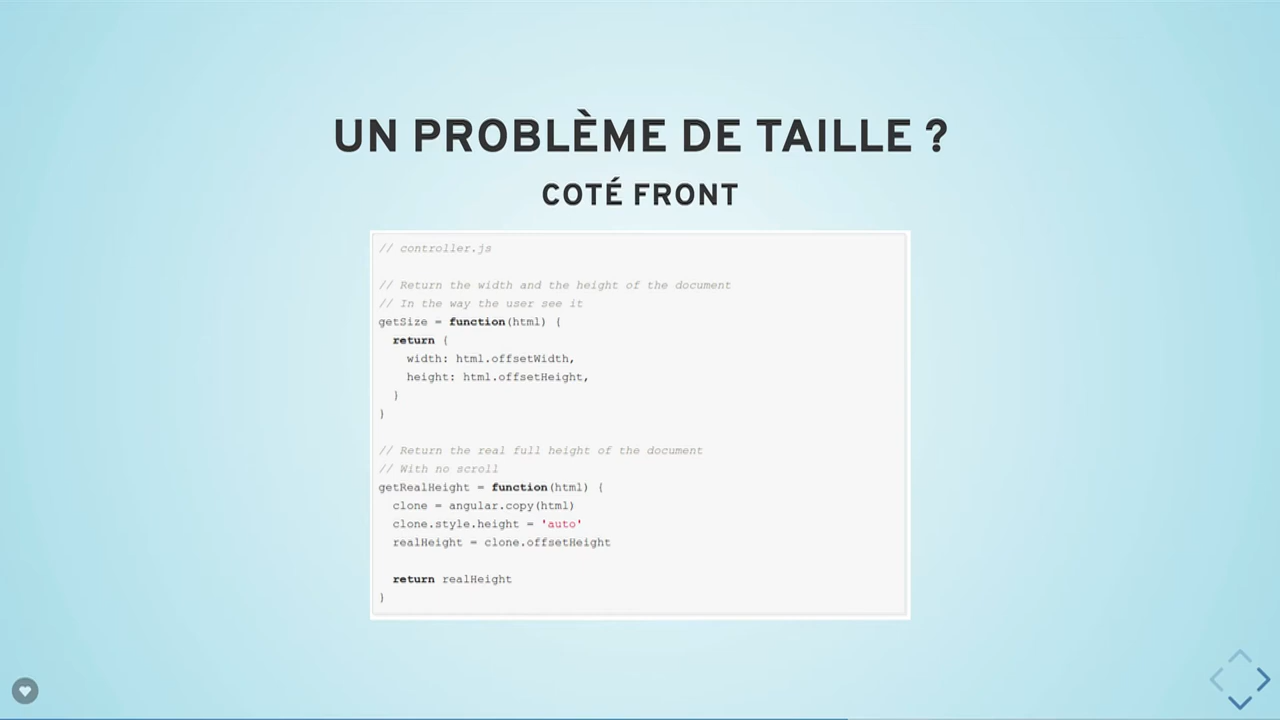 UN PROBLÈME DE TAILLE ?
COTÉ FRONT
// controller.js
// Return the width and the height of the document
// In the way the user see it
getSize = function(html) {
  return {
    width: html.offsetWidth,
    height: html.offsetHeight,
  }
}
// Return the real full height of the document
// With no scroll
getRealHeight = function(html) {
  clone = angular.copy(html)
  clone.style.height = 'auto'
  realHeight = clone.offsetHeight
  return realHeight
}